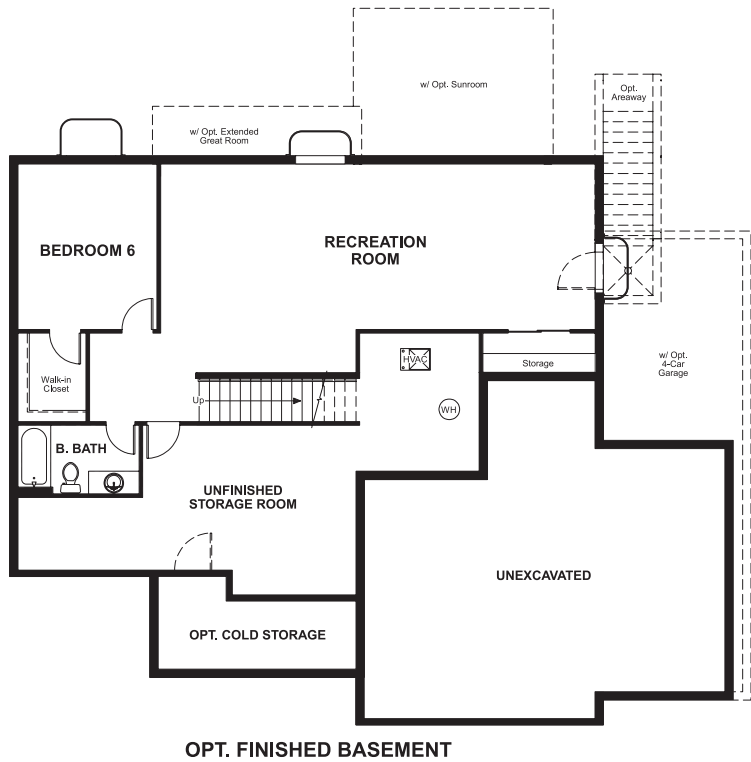 w/ Opt. Sunroom
Opt.
Areaway
w/ Opt. Extended
Great Room
BEDROOM 6
RECREATION
ROOM
w/ Opt.
4-Car
Garage
HVAC
Storage
Walk-in
Closet
Up
WH
B. BATH
UNFINISHED
STORAGE ROOM
UNEXCAVATED
OPT. COLD STORAGE
OPT. FINISHED BASEMENT